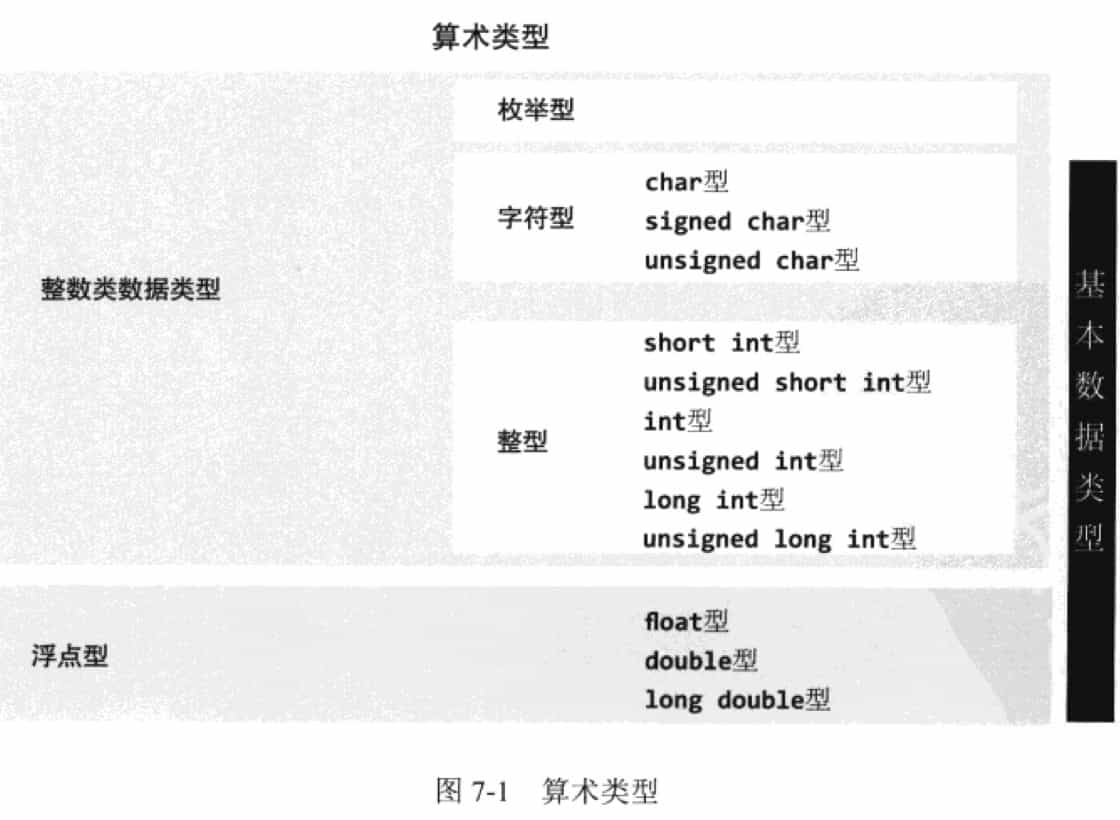 算术类型
枚举型
字符型
char型
signed char型
unsigned char型
整数类数据类型
整型
short int型
unsigned short int型
int型
unsigned int型
long int型
unsigned long int型
浮点型
float型
double型
long double型
基本数据类型
图 7-1 算术类型